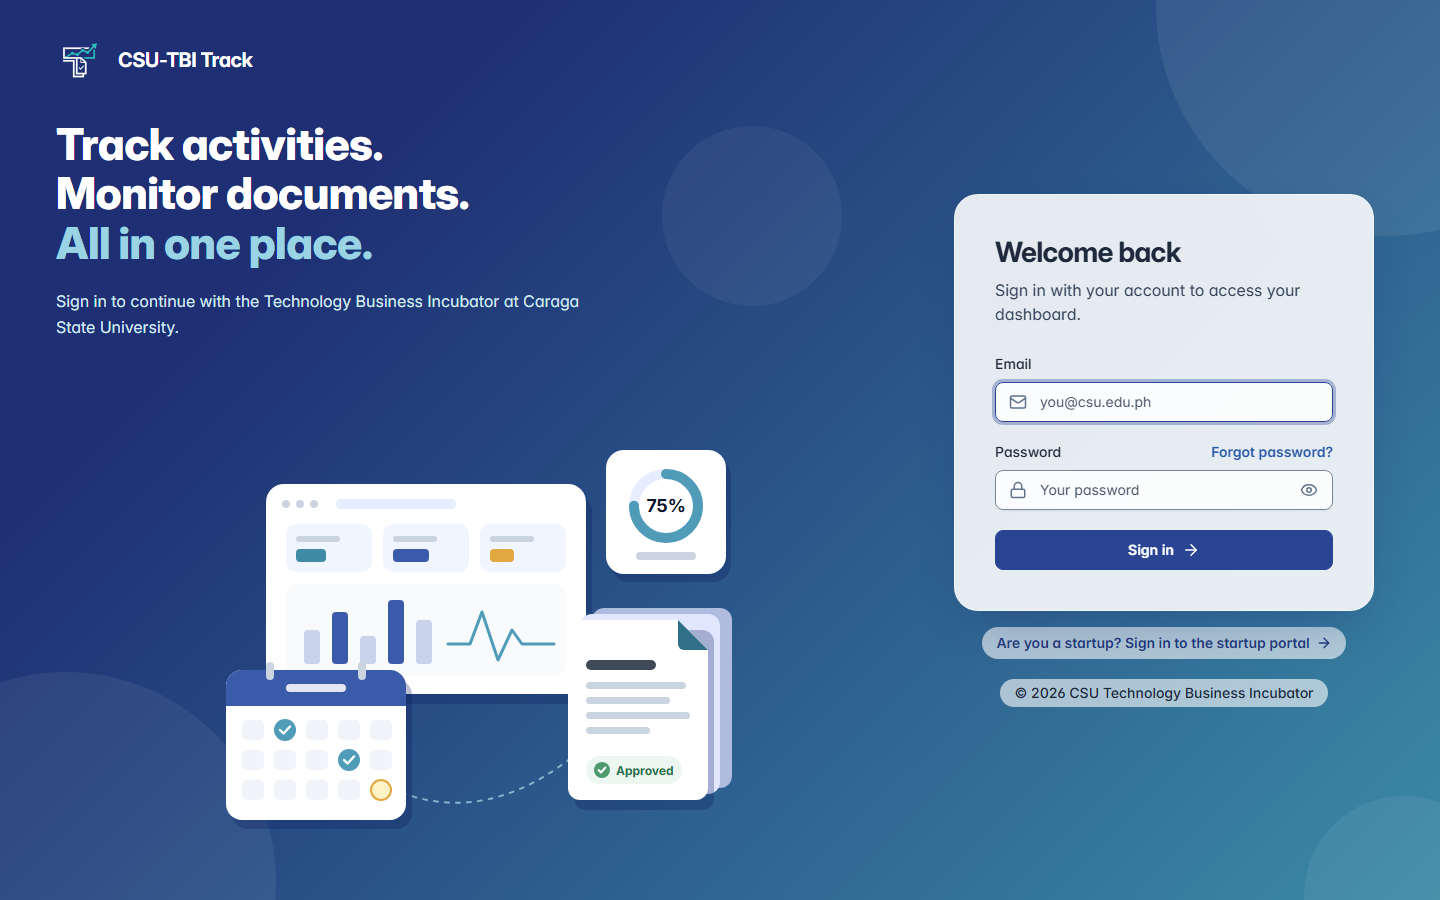 CSU-TBI Track
Track activities.
Monitor documents.
All in one place.
Sign in to continue with the Technology Business Incubator at Caraga
State University.
75%
Approved
Welcome back
Sign in with your account to access your
dashboard.
Email
you@csu.edu.ph
Password
Forgot password?
Your password
Sign in
Are you a startup? Sign in to the startup portal
© 2026 CSU Technology Business Incubator